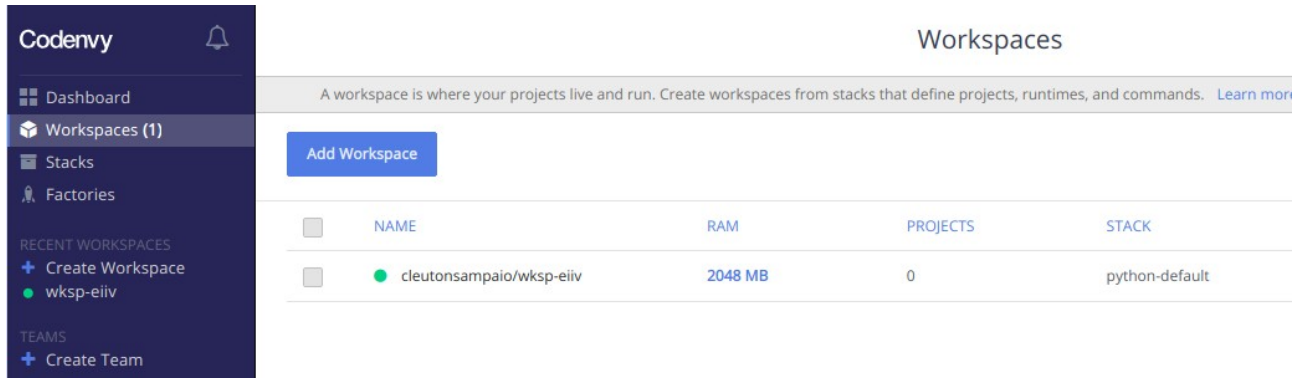 Codenvy
Dashboard
Workspaces (1)
Stacks
Factories
RECENT WORKSPACES
+ Create Workspace
wksp-eiiv
TEAMS
+ Create Team
Workspaces
A workspace is where your projects live and run. Create workspaces from stacks that define projects, runtimes, and commands. Learn more
Add Workspace
NAME RAM PROJECTS STACK
cleutonsampaio/wksp-eiiv 2048 MB 0 python-default